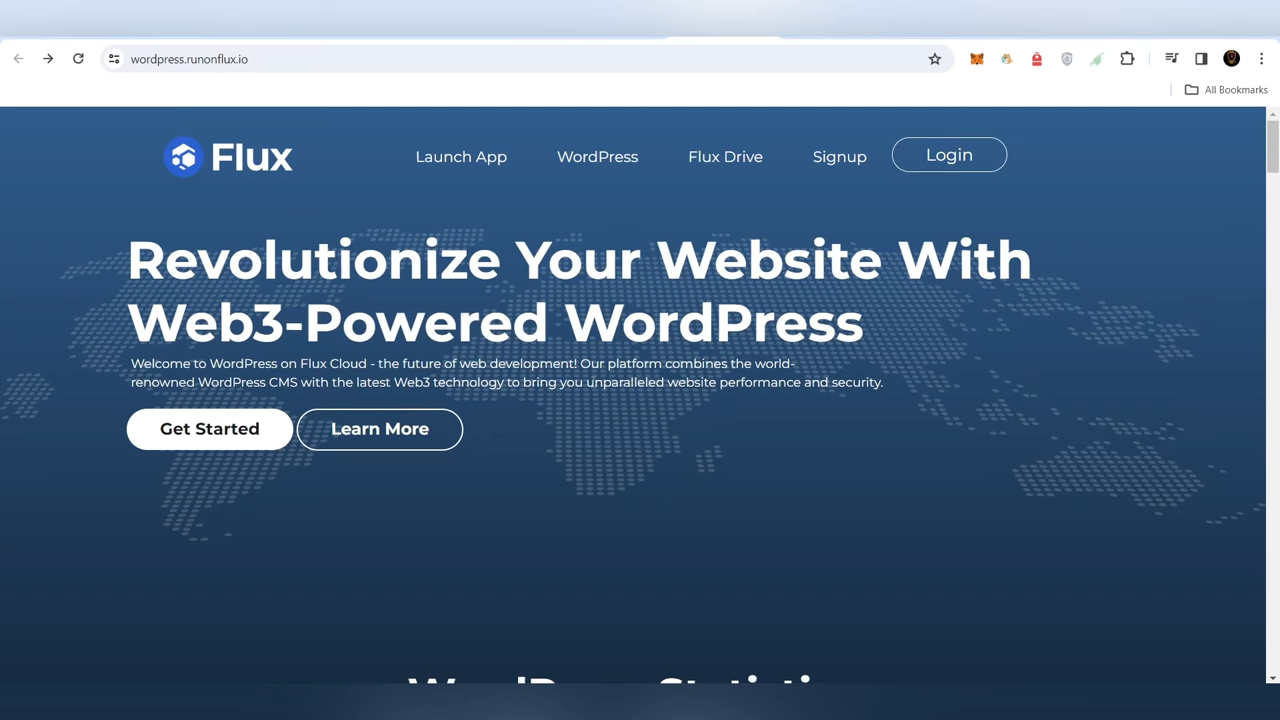 wordpress.runonflux.io
All Bookmarks
Flux
Launch App
WordPress
Flux Drive
Signup
Login
Revolutionize Your Website With
Web3-Powered WordPress
Welcome to WordPress on Flux Cloud - the future of web development! Our platform combines the world-
renowned WordPress CMS with the latest Web3 technology to bring you unparalleled website performance and security.
Get Started
Learn More